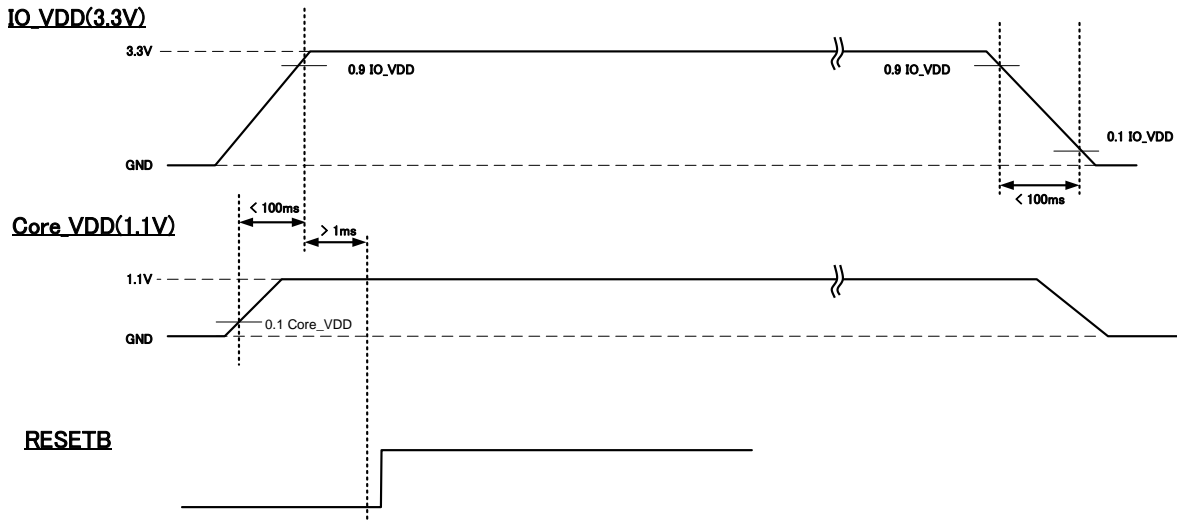 IO_VDD(3.3V)
3.3V
0.9 IO_VDD
0.9 IO_VDD
0.1 IO_VDD
GND
< 100ms
< 100ms
Core_VDD(1.1V)
> 1ms
1.1V
0.1 Core_VDD
GND
RESETB